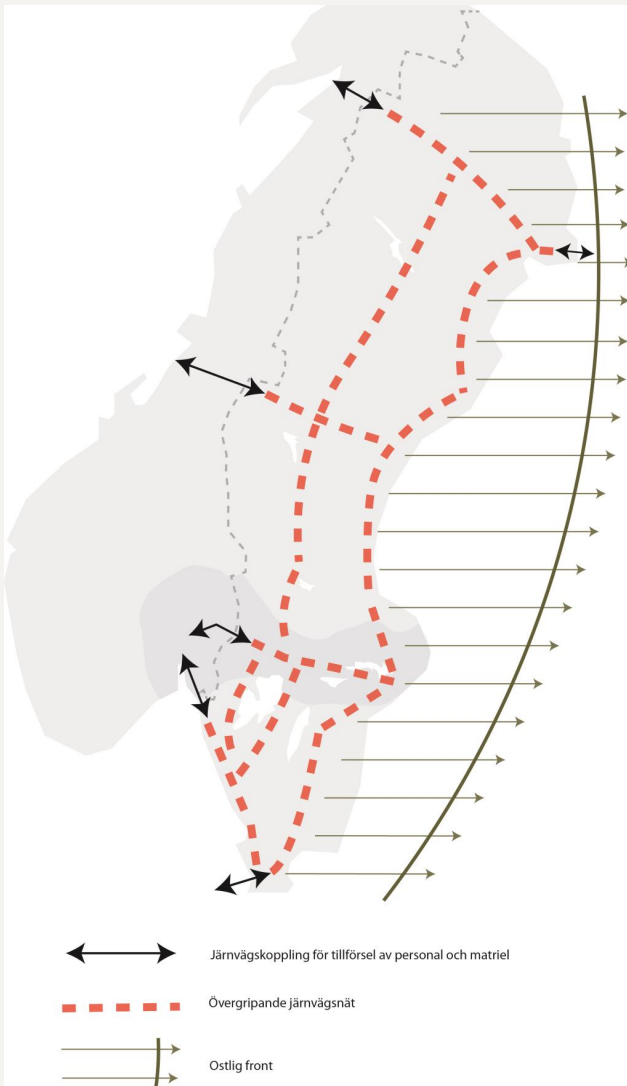 Järnvägskoppling för tillförsel av personal och matriel
Övergripande järnvägsnät
Ostlig front